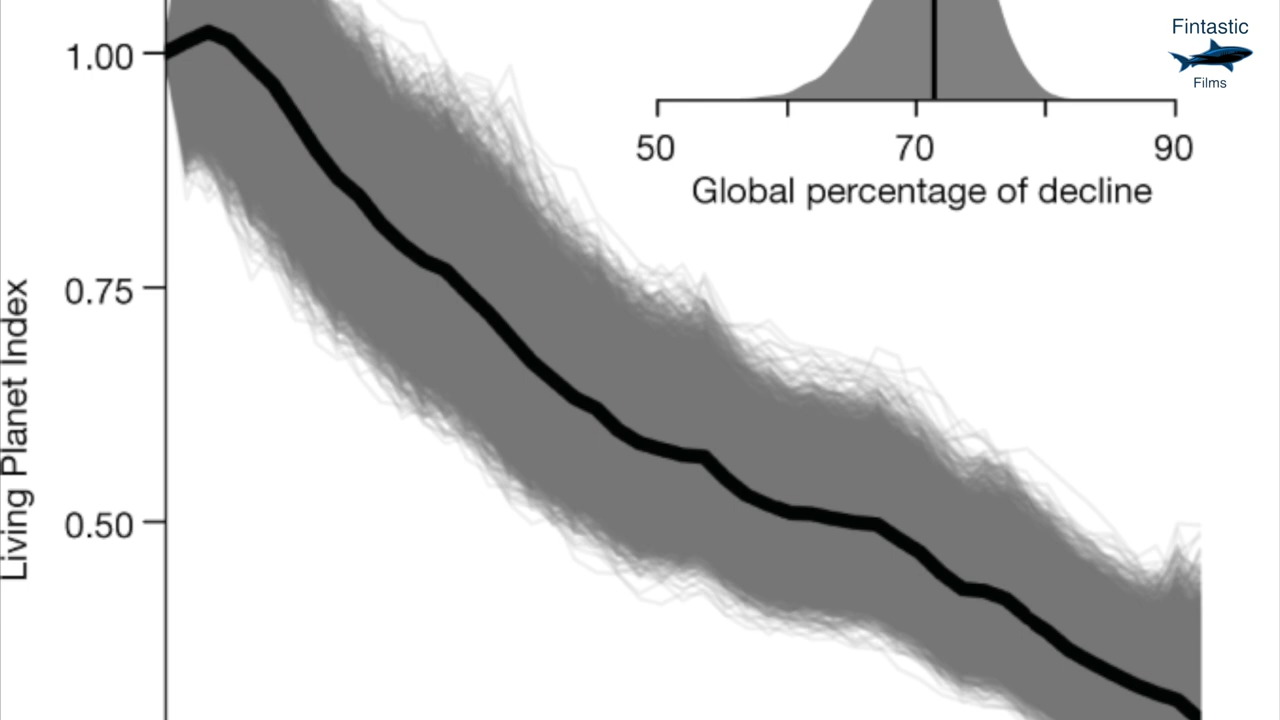 Fintastic
Films
1.00
50
70
90
Global percentage of decline
0.75
Living Planet Index
0.50